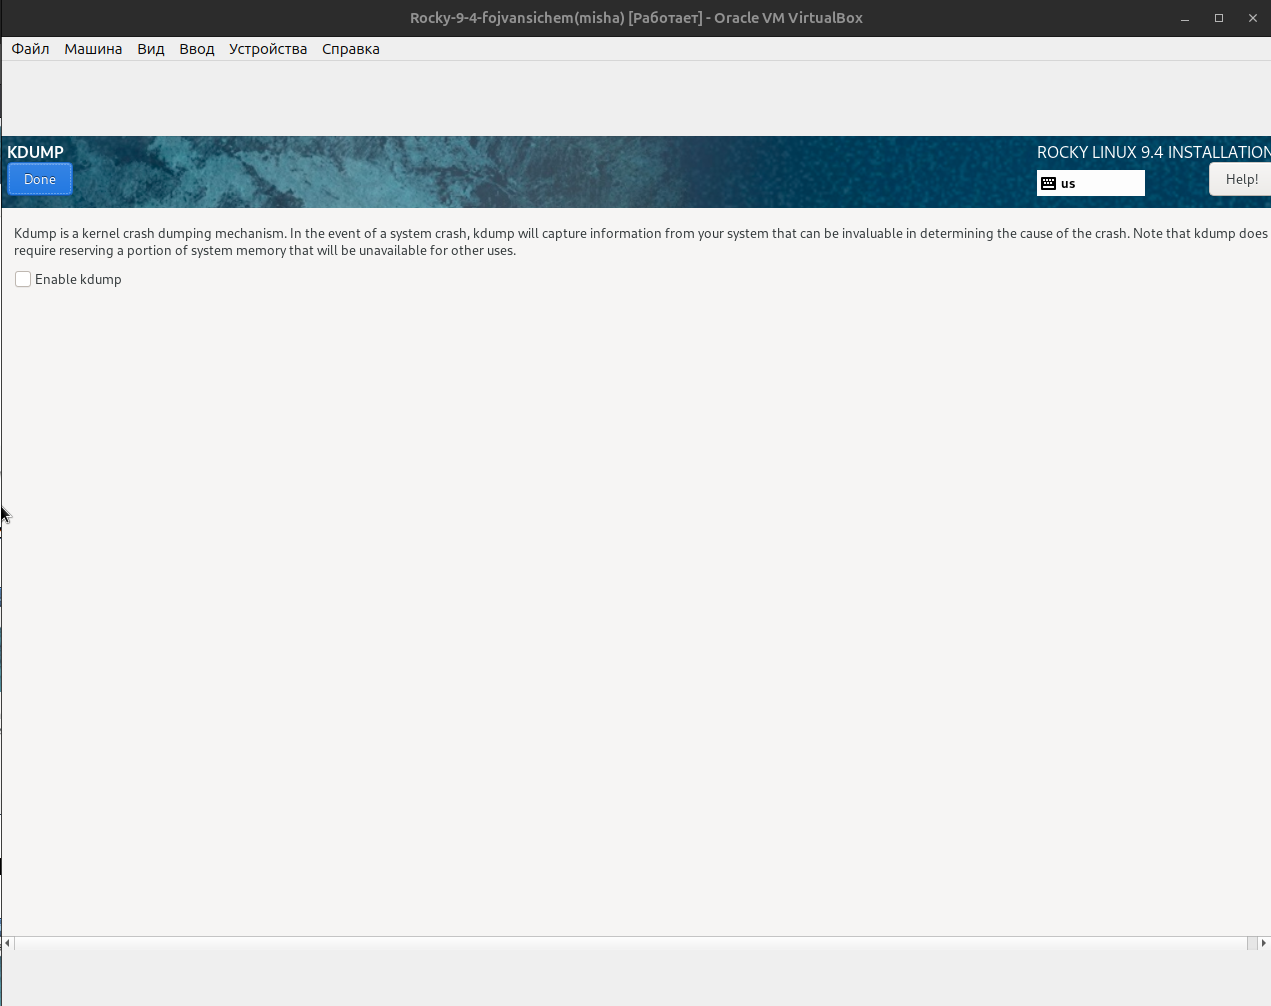 Rocky-9-4-fojvansichem(misha) [Работает] - Oracle VM VirtualBox
Файл Машина Вид Ввод Устройства Справка
KDUMP
ROCKY LINUX 9.4 INSTALLATION
Done
us
Help!
Kdump is a kernel crash dumping mechanism. In the event of a system crash, kdump will capture information from your system that can be invaluable in determining the cause of the crash. Note that kdump does
require reserving a portion of system memory that will be unavailable for other uses.
Enable kdump